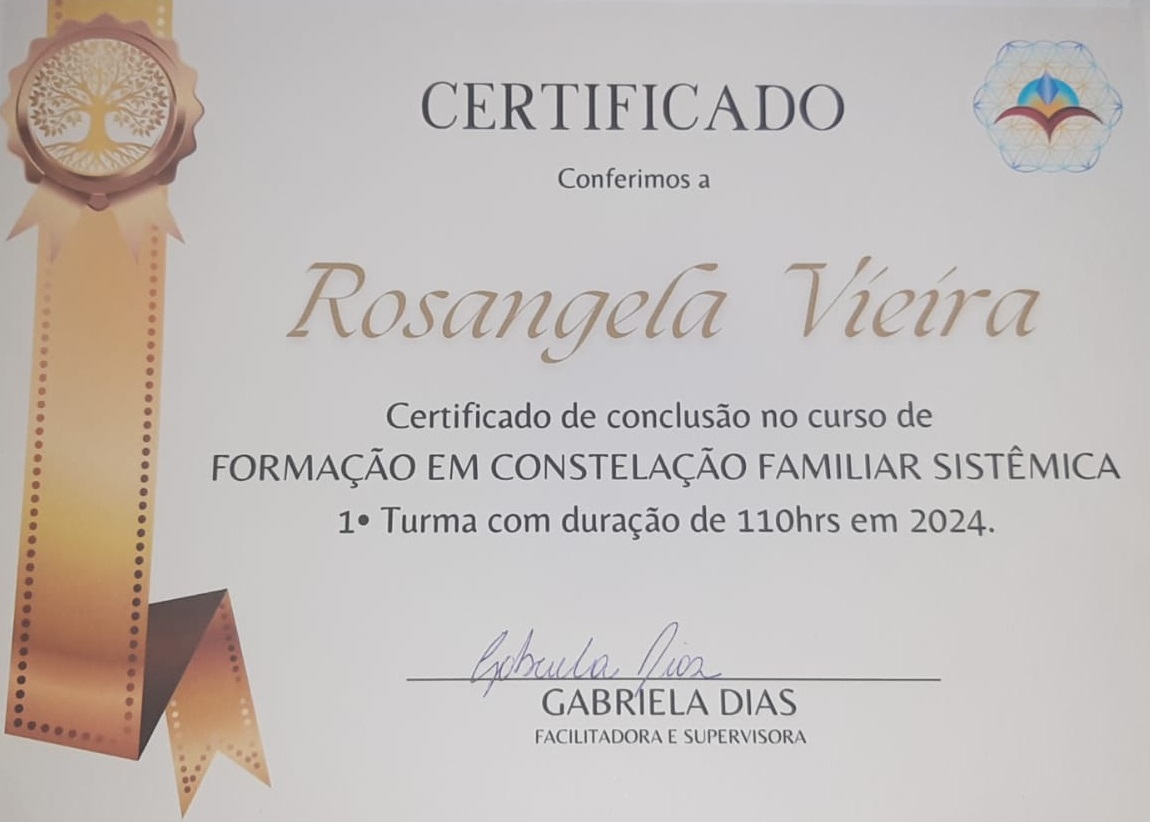 CERTIFICADO
Conferimos a
Rosangela Vieira
Certificado de conclusão no curso de
FORMAÇÃO EM CONSTELAÇÃO FAMILIAR SISTÊMICA
1• Turma com duração de 110hrs em 2024.
Gabriela Dias
GABRIELA DIAS
FACILITADORA E SUPERVISORA